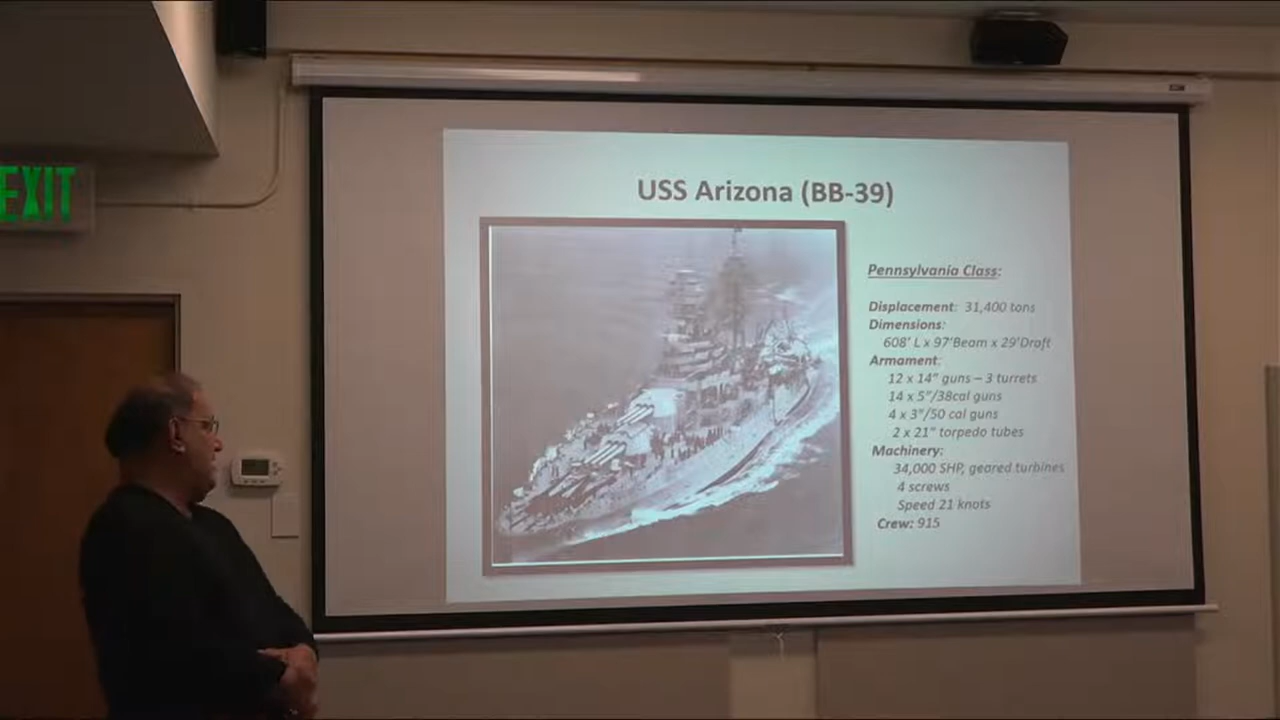 EXIT
USS Arizona (BB-39)
Pennsylvania Class:
Displacement: 31,400 tons
Dimensions:
608' L x 97'Beam x 29'Draft
Armament:
12 x 14" guns – 3 turrets
14 x 5"/38cal guns
4 x 3"/50 cal guns
2 x 21" torpedo tubes
Machinery:
34,000 SHP, geared turbines
4 screws
Speed 21 knots
Crew: 915